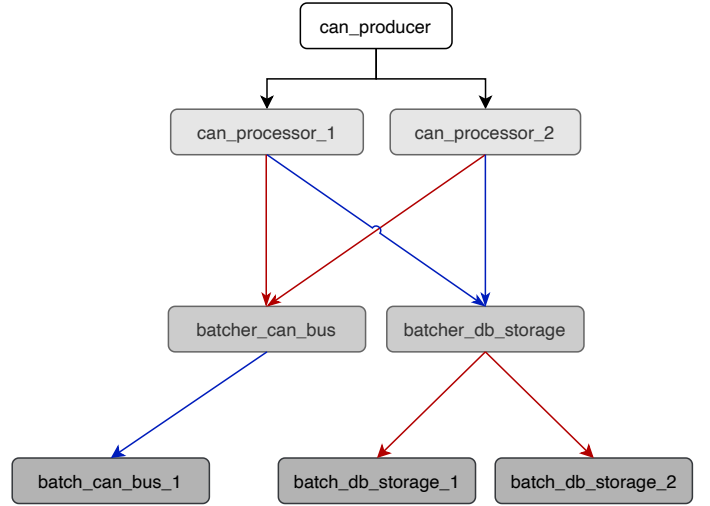 can_producer
can_processor_1
can_processor_2
batcher_can_bus
batcher_db_storage
batch_can_bus_1
batch_db_storage_1
batch_db_storage_2